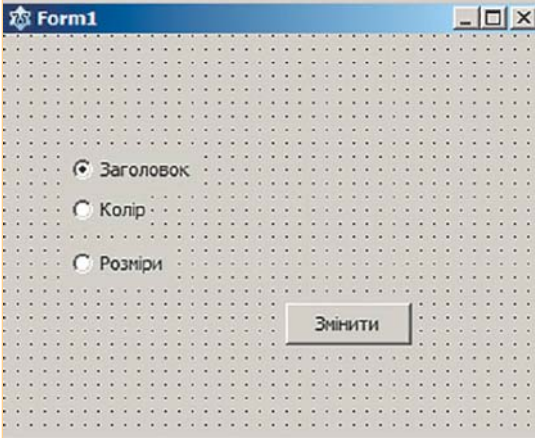 Form1
Заголовок
Колір
Розміри
Змінити